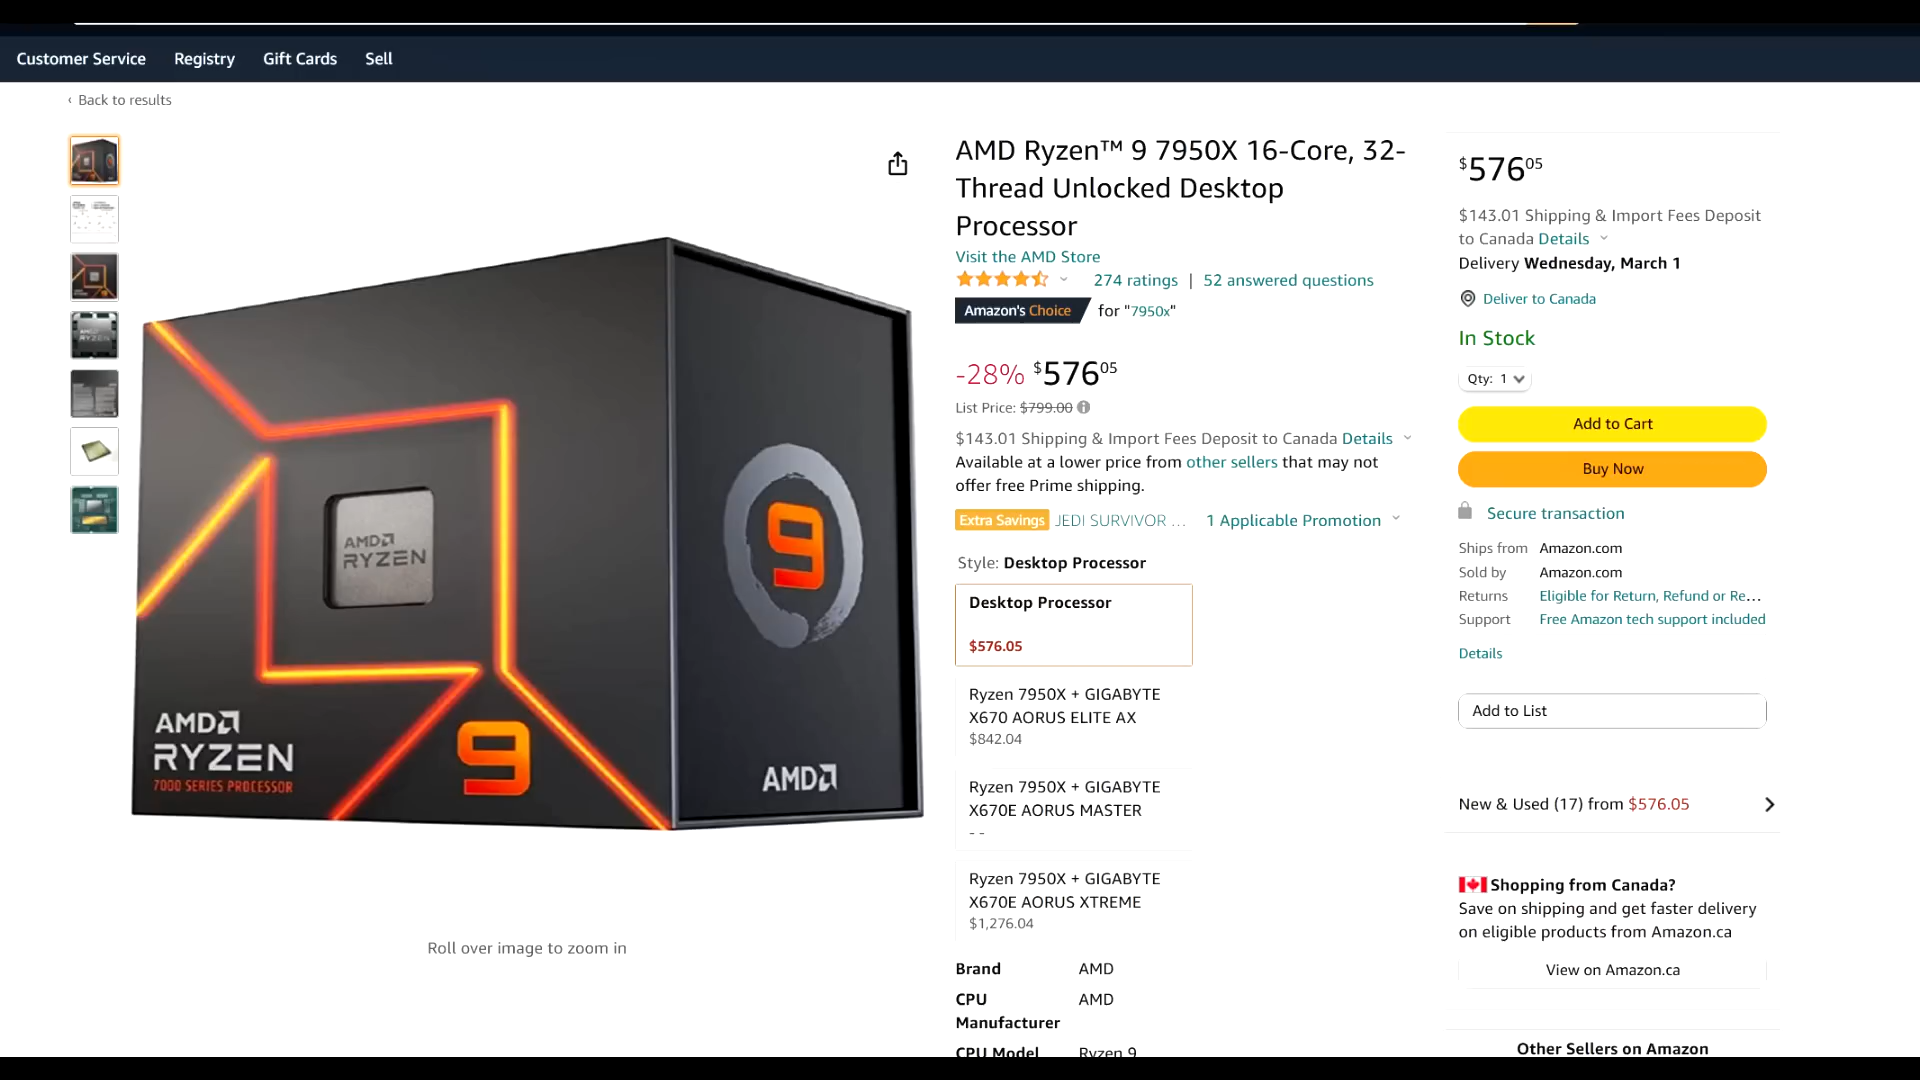 Customer Service Registry Gift Cards Sell
‹ Back to results
AMD Ryzen™ 9 7950X 16-Core, 32-
Thread Unlocked Desktop
Processor
Visit the AMD Store
274 ratings | 52 answered questions
Amazon's Choice for "7950x"
-28% $576 05
List Price: $799.00
$143.01 Shipping & Import Fees Deposit to Canada Details
Available at a lower price from other sellers that may not
offer free Prime shipping.
Extra Savings JEDI SURVIVOR ... 1 Applicable Promotion
Style: Desktop Processor
Desktop Processor
$576.05
Ryzen 7950X + GIGABYTE
X670 AORUS ELITE AX
$842.04
Ryzen 7950X + GIGABYTE
X670E AORUS MASTER
- -
Ryzen 7950X + GIGABYTE
X670E AORUS XTREME
$1,276.04
Brand AMD
CPU AMD
Manufacturer
CPU Model Ryzen 9
AMD
RYZEN
9
AMD
RYZEN
7000 SERIES PROCESSOR
9
AMD
Roll over image to zoom in
$576 05
$143.01 Shipping & Import Fees Deposit
to Canada Details
Delivery Wednesday, March 1
Deliver to Canada
In Stock
Qty: 1
Add to Cart
Buy Now
Secure transaction
Ships from Amazon.com
Sold by Amazon.com
Returns Eligible for Return, Refund or Re...
Support Free Amazon tech support included
Details
Add to List
New & Used (17) from $576.05
Shopping from Canada?
Save on shipping and get faster delivery
on eligible products from Amazon.ca
View on Amazon.ca
Other Sellers on Amazon